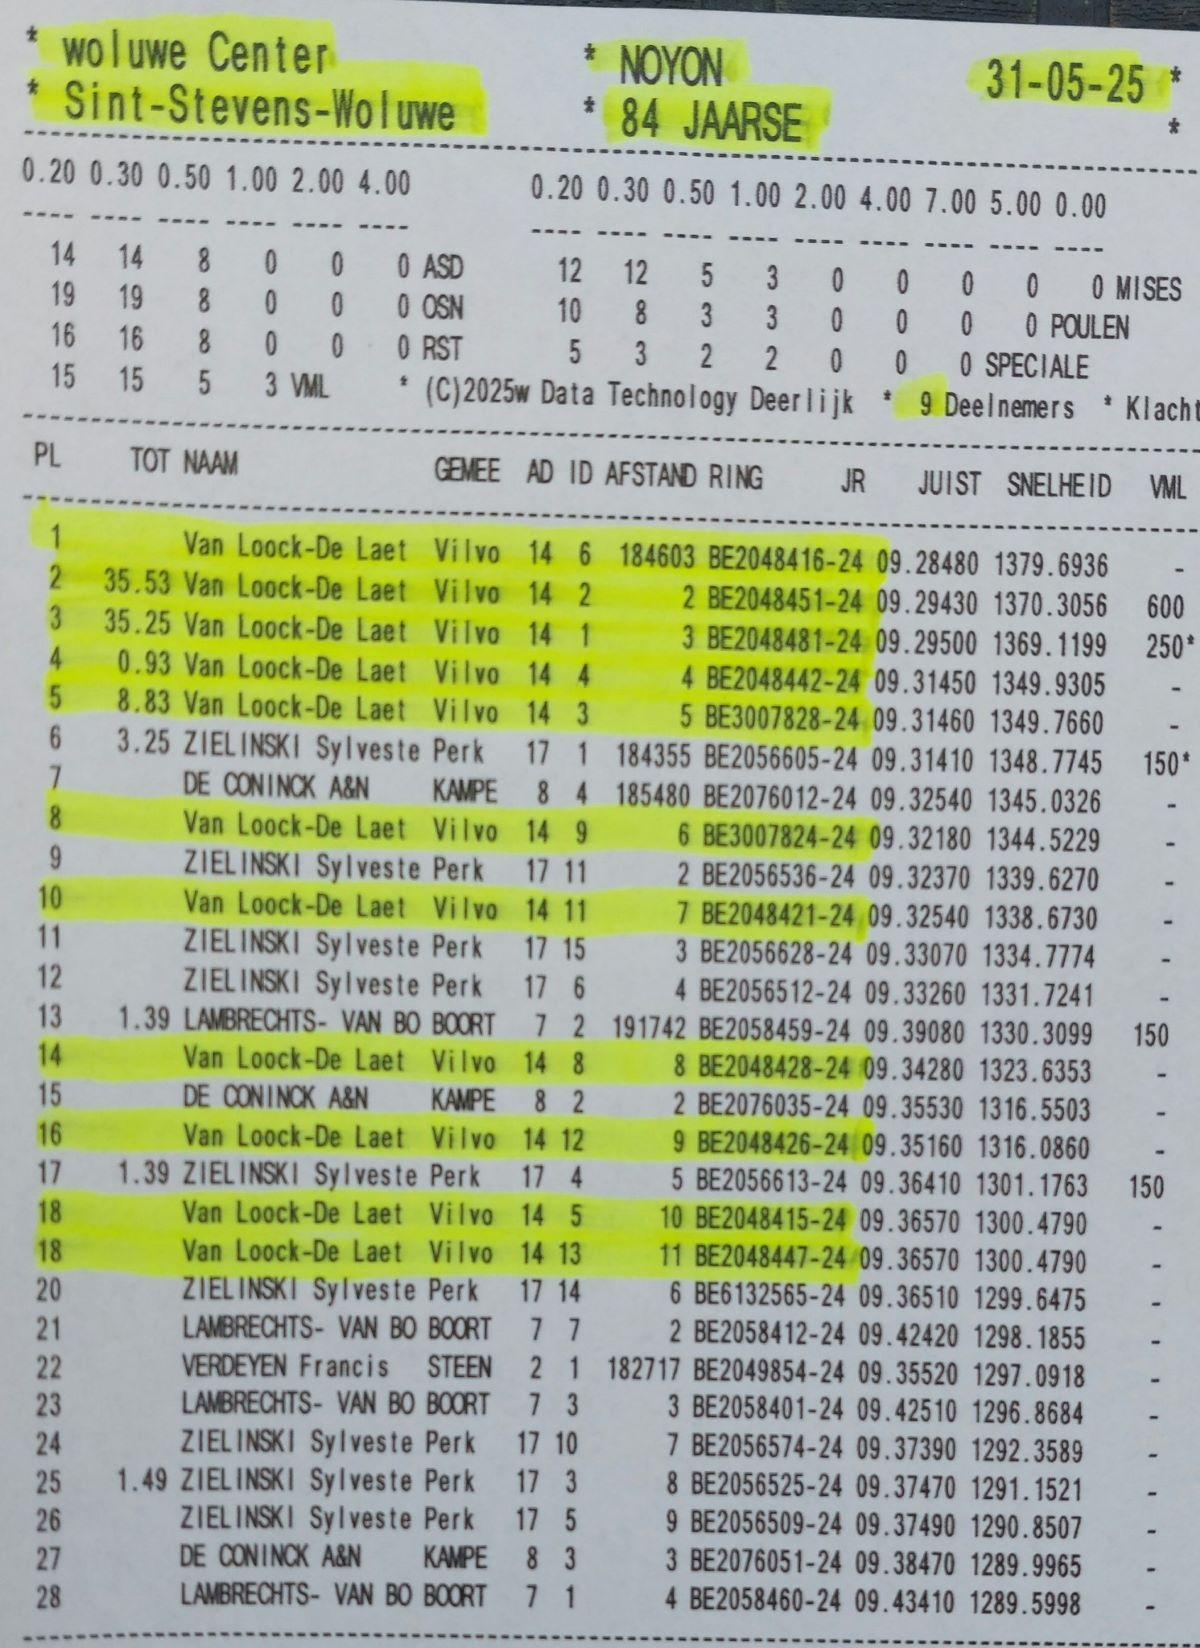 * woluwe Center * NOYON 31-05-25 *
* Sint-Stevens-Woluwe * 84 JAARSE *
--------------------------------------------------------------------------------
0.20 0.30 0.50 1.00 2.00 4.00 0.20 0.30 0.50 1.00 2.00 4.00 7.00 5.00 0.00
---- ---- ---- ---- ---- ---- ---- ---- ---- ---- ---- ---- ---- ---- ----
14 14 8 0 0 0 ASD 12 12 5 3 0 0 0 0 0 MISES
19 19 8 0 0 0 OSN 10 8 3 3 0 0 0 0 POULEN
16 16 8 0 0 0 RST 5 3 2 2 0 0 0 SPECIALE
15 15 5 3 VML * (C)2025w Data Technology Deerlijk * 9 Deelnemers * Klacht
--------------------------------------------------------------------------------
PL TOT NAAM GEMEE AD ID AFSTAND RING JR JUIST SNELHEID VML
--------------------------------------------------------------------------------
1 Van Loock-De Laet Vilvo 14 6 184603 BE2048416-24 09.28480 1379.6936 -
2 35.53 Van Loock-De Laet Vilvo 14 2 2 BE2048451-24 09.29430 1370.3056 600
3 35.25 Van Loock-De Laet Vilvo 14 1 3 BE2048481-24 09.29500 1369.1199 250*
4 0.93 Van Loock-De Laet Vilvo 14 4 4 BE2048442-24 09.31450 1349.9305 -
5 8.83 Van Loock-De Laet Vilvo 14 3 5 BE3007828-24 09.31460 1349.7660 -
6 3.25 ZIELINSKI Sylveste Perk 17 1 184355 BE2056605-24 09.31410 1348.7745 150*
7 DE CONINCK A&N KAMPE 8 4 185480 BE2076012-24 09.32540 1345.0326 -
8 Van Loock-De Laet Vilvo 14 9 6 BE3007824-24 09.32180 1344.5229 -
9 ZIELINSKI Sylveste Perk 17 11 2 BE2056536-24 09.32370 1339.6270 -
10 Van Loock-De Laet Vilvo 14 11 7 BE2048421-24 09.32540 1338.6730 -
11 ZIELINSKI Sylveste Perk 17 15 3 BE2056628-24 09.33070 1334.7774 -
12 ZIELINSKI Sylveste Perk 17 6 4 BE2056512-24 09.33260 1331.7241 -
13 1.39 LAMBRECHTS- VAN BO BOORT 7 2 191742 BE2058459-24 09.39080 1330.3099 150
14 Van Loock-De Laet Vilvo 14 8 8 BE2048428-24 09.34280 1323.6353 -
15 DE CONINCK A&N KAMPE 8 2 2 BE2076035-24 09.35530 1316.5503 -
16 Van Loock-De Laet Vilvo 14 12 9 BE2048426-24 09.35160 1316.0860 -
17 1.39 ZIELINSKI Sylveste Perk 17 4 5 BE2056613-24 09.36410 1301.1763 150
18 Van Loock-De Laet Vilvo 14 5 10 BE2048415-24 09.36570 1300.4790 -
18 Van Loock-De Laet Vilvo 14 13 11 BE2048447-24 09.36570 1300.4790 -
20 ZIELINSKI Sylveste Perk 17 14 6 BE6132565-24 09.36510 1299.6475 -
21 LAMBRECHTS- VAN BO BOORT 7 7 2 BE2058412-24 09.42420 1298.1855 -
22 VERDEYEN Francis STEEN 2 1 182717 BE2049854-24 09.35520 1297.0918 -
23 LAMBRECHTS- VAN BO BOORT 7 3 3 BE2058401-24 09.42510 1296.8684 -
24 ZIELINSKI Sylveste Perk 17 10 7 BE2056574-24 09.37390 1292.3589 -
25 1.49 ZIELINSKI Sylveste Perk 17 3 8 BE2056525-24 09.37470 1291.1521 -
26 ZIELINSKI Sylveste Perk 17 5 9 BE2056509-24 09.37490 1290.8507 -
27 DE CONINCK A&N KAMPE 8 3 3 BE2076051-24 09.38470 1289.9965 -
28 LAMBRECHTS- VAN BO BOORT 7 1 4 BE2058460-24 09.43410 1289.5998 -
--------------------------------------------------------------------------------